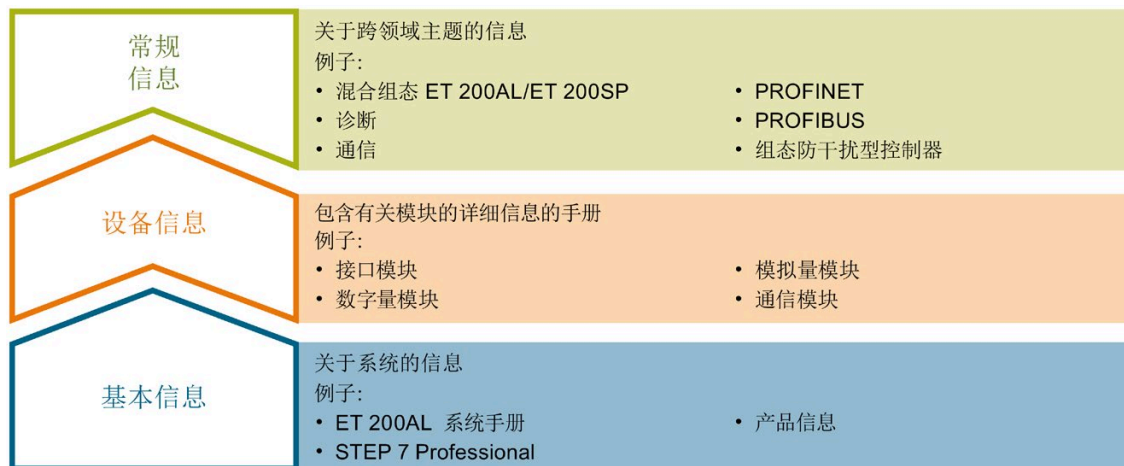 常规
信息
关于跨领域主题的信息
例子:
• 混合组态 ET 200AL/ET 200SP
• 诊断
• 通信
• PROFINET
• PROFIBUS
• 组态防干扰型控制器
设备信息
包含有关模块的详细信息的手册
例子:
• 接口模块
• 数字量模块
• 模拟量模块
• 通信模块
基本信息
关于系统的信息
例子:
• ET 200AL 系统手册
• STEP 7 Professional
• 产品信息